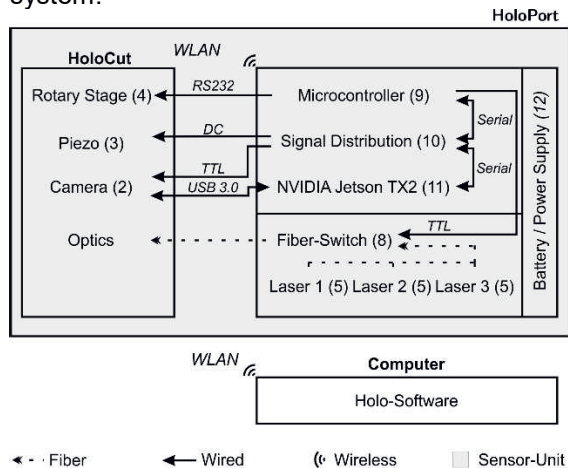 system.
HoloPort
HoloCut
WLAN
Rotary Stage (4)
RS232
Microcontroller (9)
Serial
Piezo (3)
DC
Signal Distribution (10)
TTL
Serial
Camera (2)
USB 3.0
NVIDIA Jetson TX2 (11)
TTL
Optics
Fiber-Switch (8)
Laser 1 (5) Laser 2 (5) Laser 3 (5)
Battery / Power Supply (12)
WLAN
Computer
Holo-Software
Fiber
Wired
Wireless
Sensor-Unit